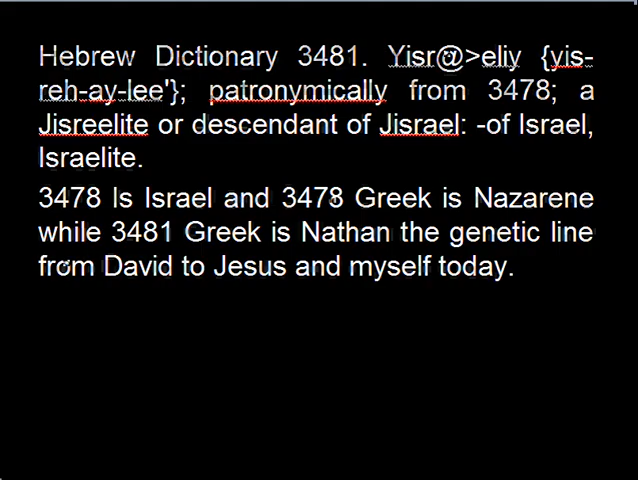 Hebrew Dictionary 3481. Yisr@>eliy {yis-
reh-ay-lee'}; patronymically from 3478; a
Jisreelite or descendant of Jisrael: -of Israel,
Israelite.
3478 Is Israel and 3478 Greek is Nazarene
while 3481 Greek is Nathan the genetic line
from David to Jesus and myself today.